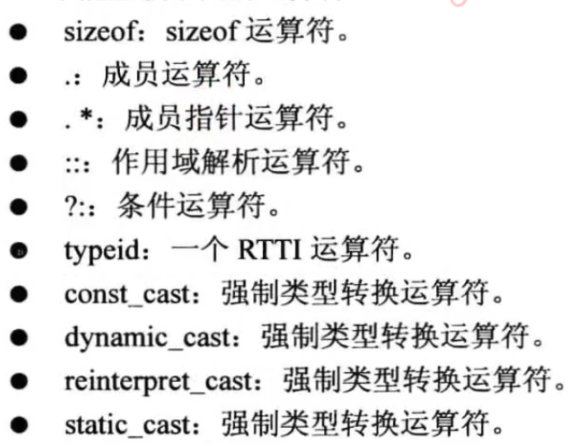 ● sizeof：sizeof 运算符。
● .：成员运算符。
● . *：成员指针运算符。
● ::：作用域解析运算符。
● ?:：条件运算符。
● typeid：一个 RTTI 运算符。
● const_cast：强制类型转换运算符。
● dynamic_cast：强制类型转换运算符。
● reinterpret_cast：强制类型转换运算符。
● static_cast：强制类型转换运算符。